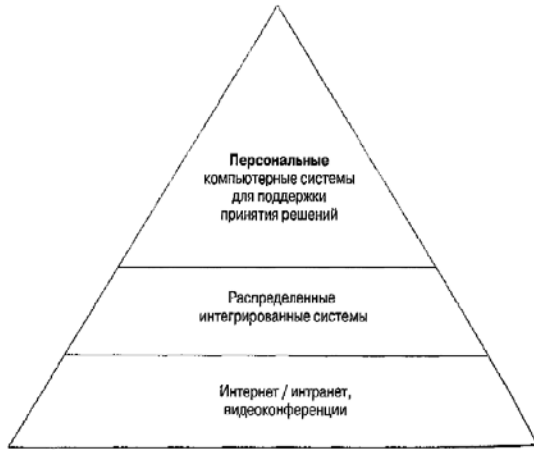 Персональные
компьютерные системы
для поддержки
принятия решений
Распределенные
интегрированные системы
Интернет / интранет,
видеоконференции